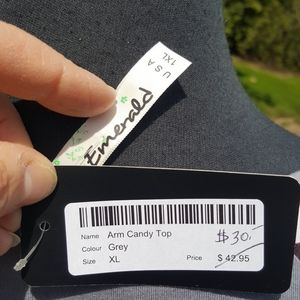 USA
1XL
Emerald
Name Arm Candy Top
Colour Grey
Size XL
Price $ 42.95
$30.-